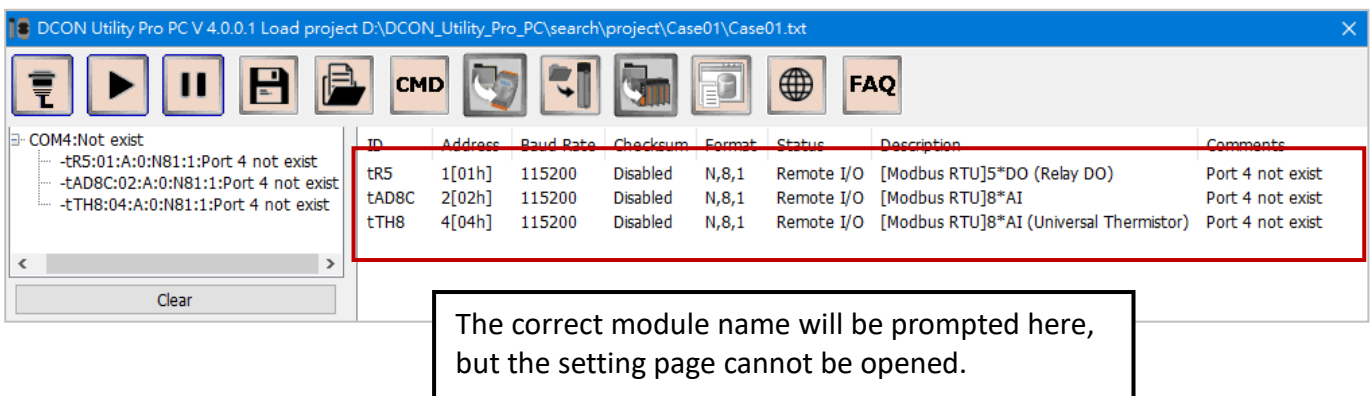 DCON Utility Pro PC V 4.0.0.1 Load project D:\DCON_Utility_Pro_PC\search\project\Case01\Case01.txt
CMD FAQ
COM4:Not exist
-tR5:01:A:0:N81:1:Port 4 not exist
-tAD8C:02:A:0:N81:1:Port 4 not exist
-tTH8:04:A:0:N81:1:Port 4 not exist
Clear
ID Address Baud Rate Checksum Format Status Description Comments
tR5 1[01h] 115200 Disabled N,8,1 Remote I/O [Modbus RTU]5*DO (Relay DO) Port 4 not exist
tAD8C 2[02h] 115200 Disabled N,8,1 Remote I/O [Modbus RTU]8*AI Port 4 not exist
tTH8 4[04h] 115200 Disabled N,8,1 Remote I/O [Modbus RTU]8*AI (Universal Thermistor) Port 4 not exist
The correct module name will be prompted here,
but the setting page cannot be opened.